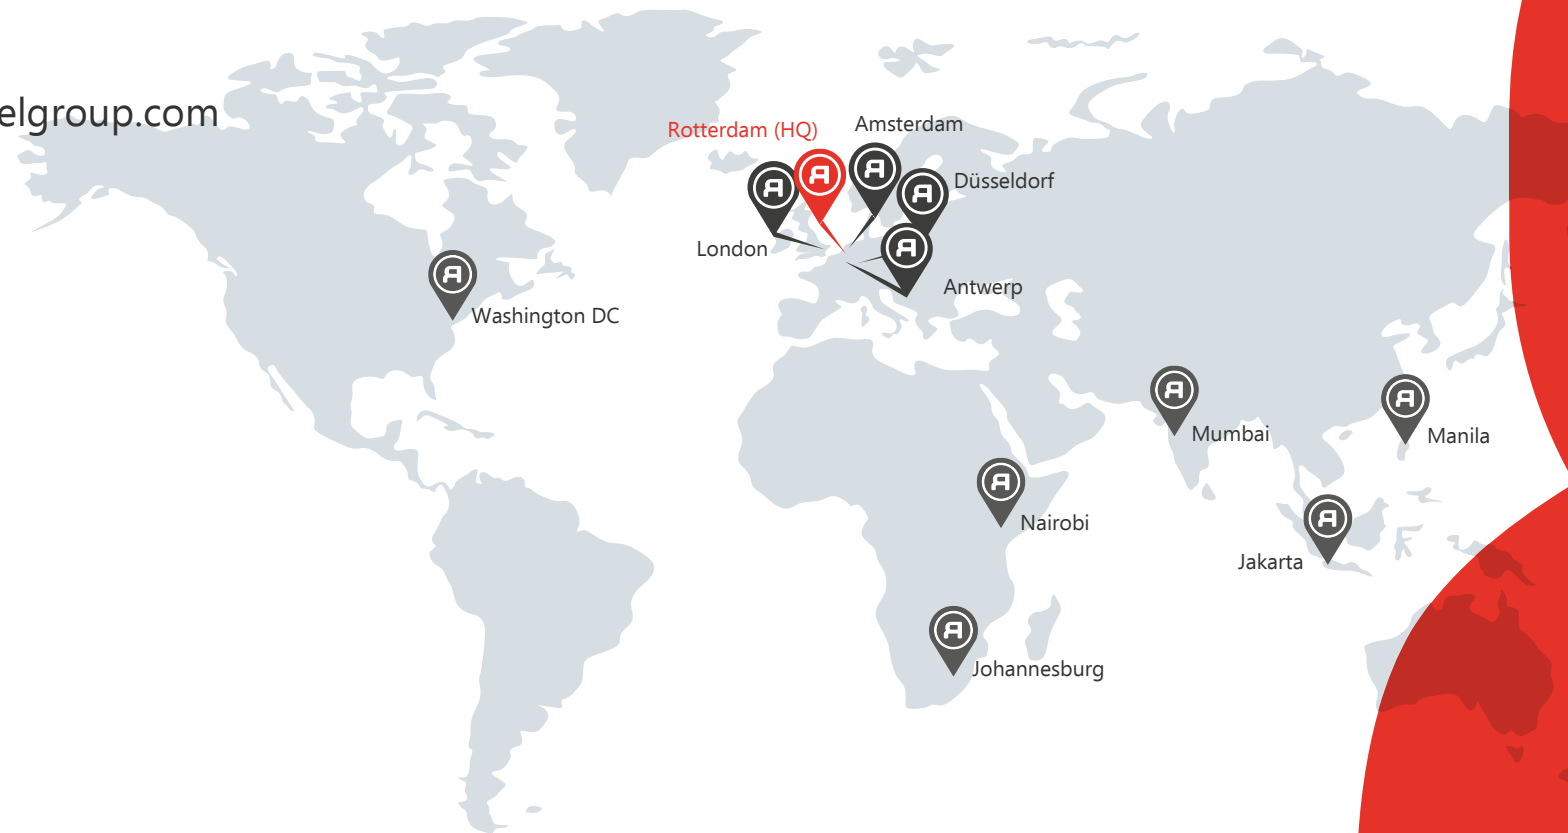 elgroup.com
Rotterdam (HQ)
Amsterdam
Düsseldorf
London
Antwerp
Washington DC
Mumbai
Manila
Nairobi
Jakarta
Johannesburg